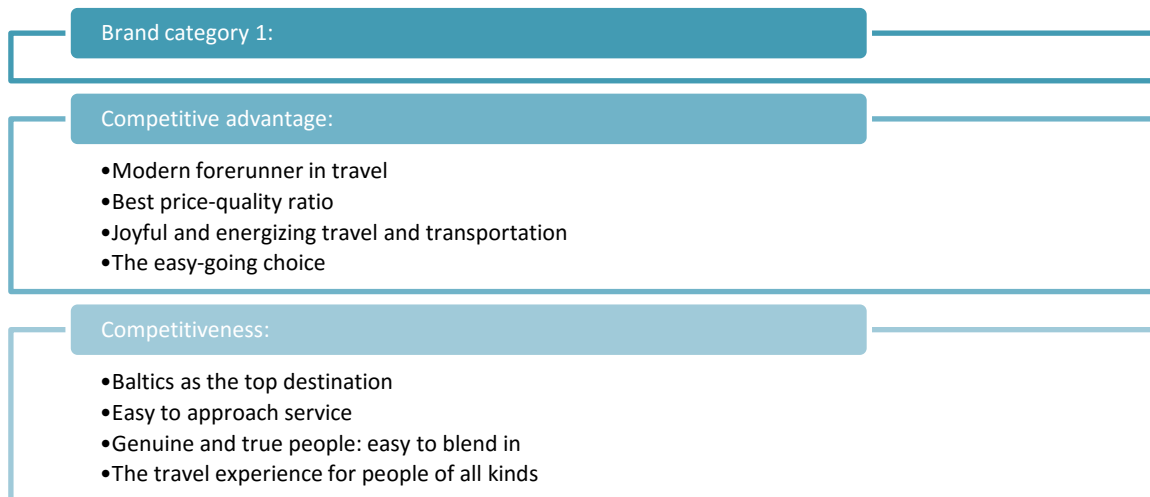 Brand category 1:
Competitive advantage:
•Modern forerunner in travel
•Best price-quality ratio
•Joyful and energizing travel and transportation
•The easy-going choice
Competitiveness:
•Baltics as the top destination
•Easy to approach service
•Genuine and true people: easy to blend in
•The travel experience for people of all kinds